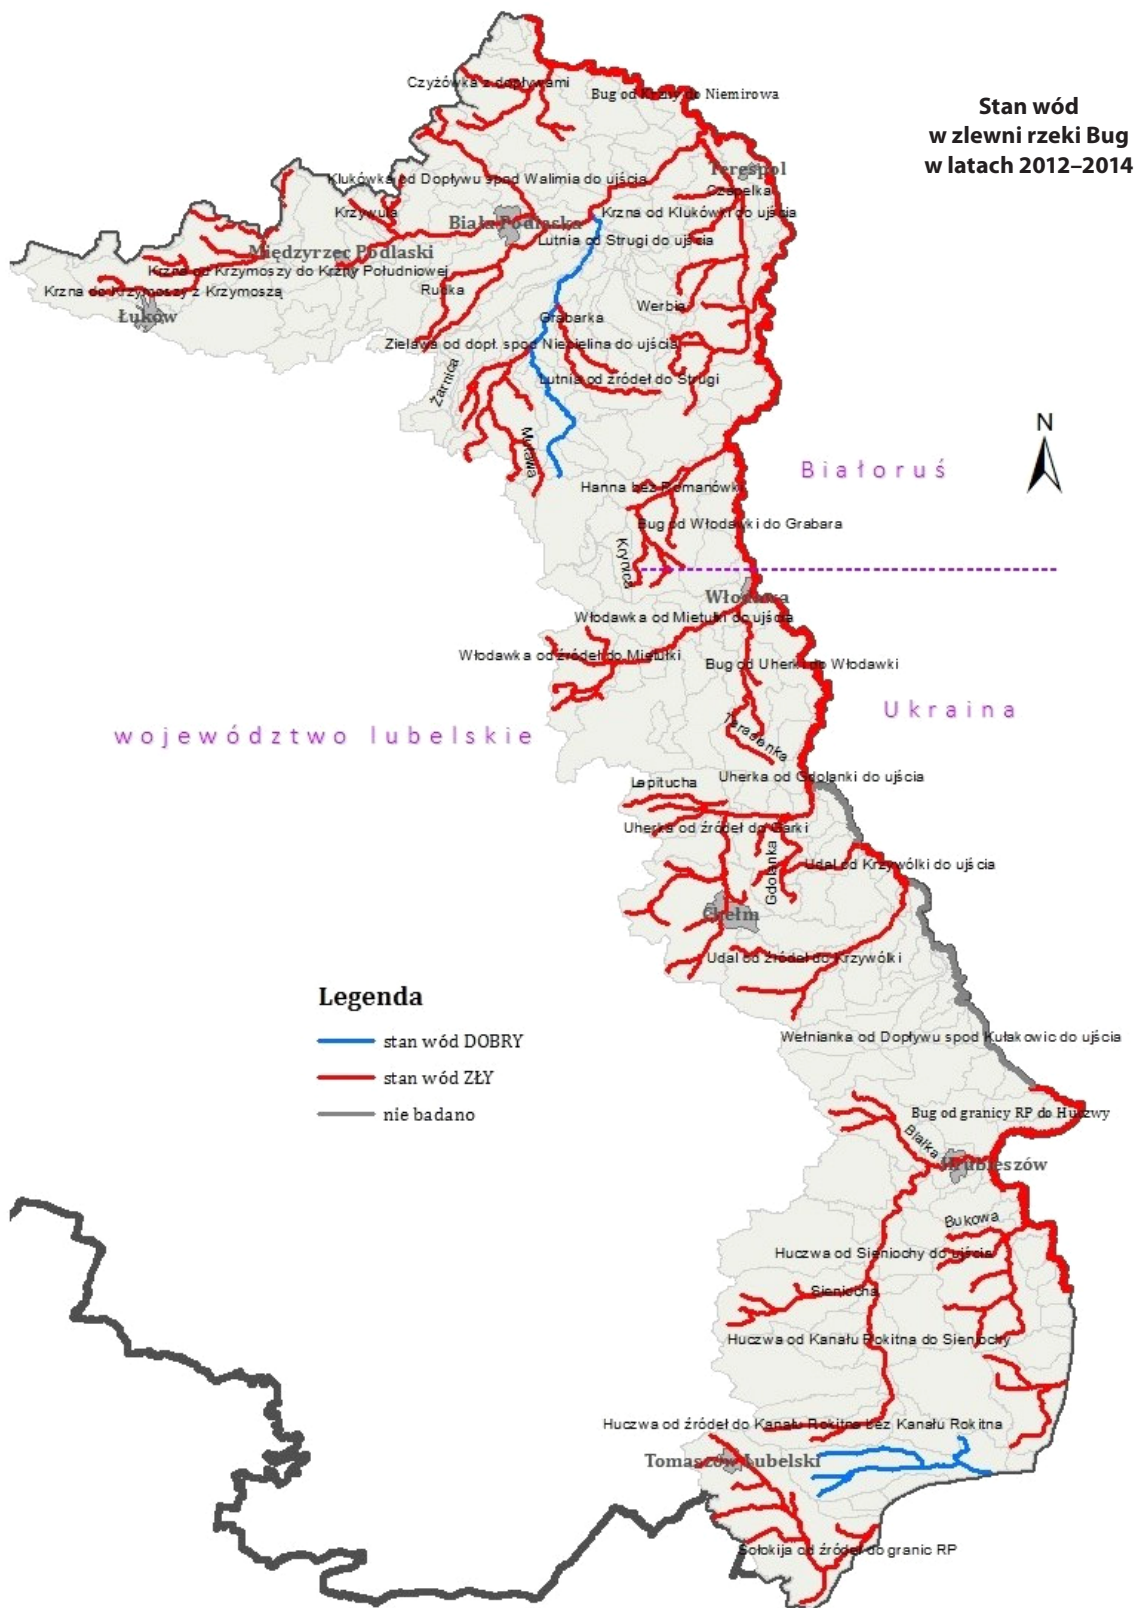 Stan wód
w zlewni rzeki Bug
w latach 2012–2014
Czyżówka z dopływami
Bug od Krzny do Niemirowa
Terespol
Klukówka od Dopływu spod Walimia do ujścia
Czapelka
Krzywula
Biała Podlaska
Krzna od Klukówki do ujścia
Lutnia od Strugi do ujścia
Międzyrzec Podlaski
Krzna od Krzymoszy do Krzny Południowej
Krzna do Krzymoszy z Krzymoszą
Rudka
Łuków
Werbia
Grabarka
Zielawa od dopł. spod Niepielina do ujścia
Żarnica
Lutnia od źródeł do Strugi
Muława
N
Białoruś
Hanna bez Romanówki
Bug od Włodawki do Grabara
Krynica
Włodawa
Włodawka od Mietułki do ujścia
Włodawka od źródeł do Mietułki
Bug od Uherki do Włodawki
Ukraina
województwo lubelskie
Tarasenka
Uherka od Gdolanki do ujścia
Lepitucha
Uherka od źródeł do Garki
Gdolanka
Udal od Krzywólki do ujścia
Chełm
Udal od źródeł do Krzywólki
Legenda
stan wód DOBRY
stan wód ZŁY
nie badano
Wełnianka od Dopływu spod Kułakowic do ujścia
Bug od granicy RP do Huczwy
Białka
Hrubieszów
Bukowa
Huczwa od Sieniochy do ujścia
Sieniocha
Huczwa od Kanału Rokitna do Sieniochy
Huczwa od źródeł do Kanału Rokitna bez Kanału Rokitna
Tomaszów Lubelski
Sołokija od źródeł do granic RP